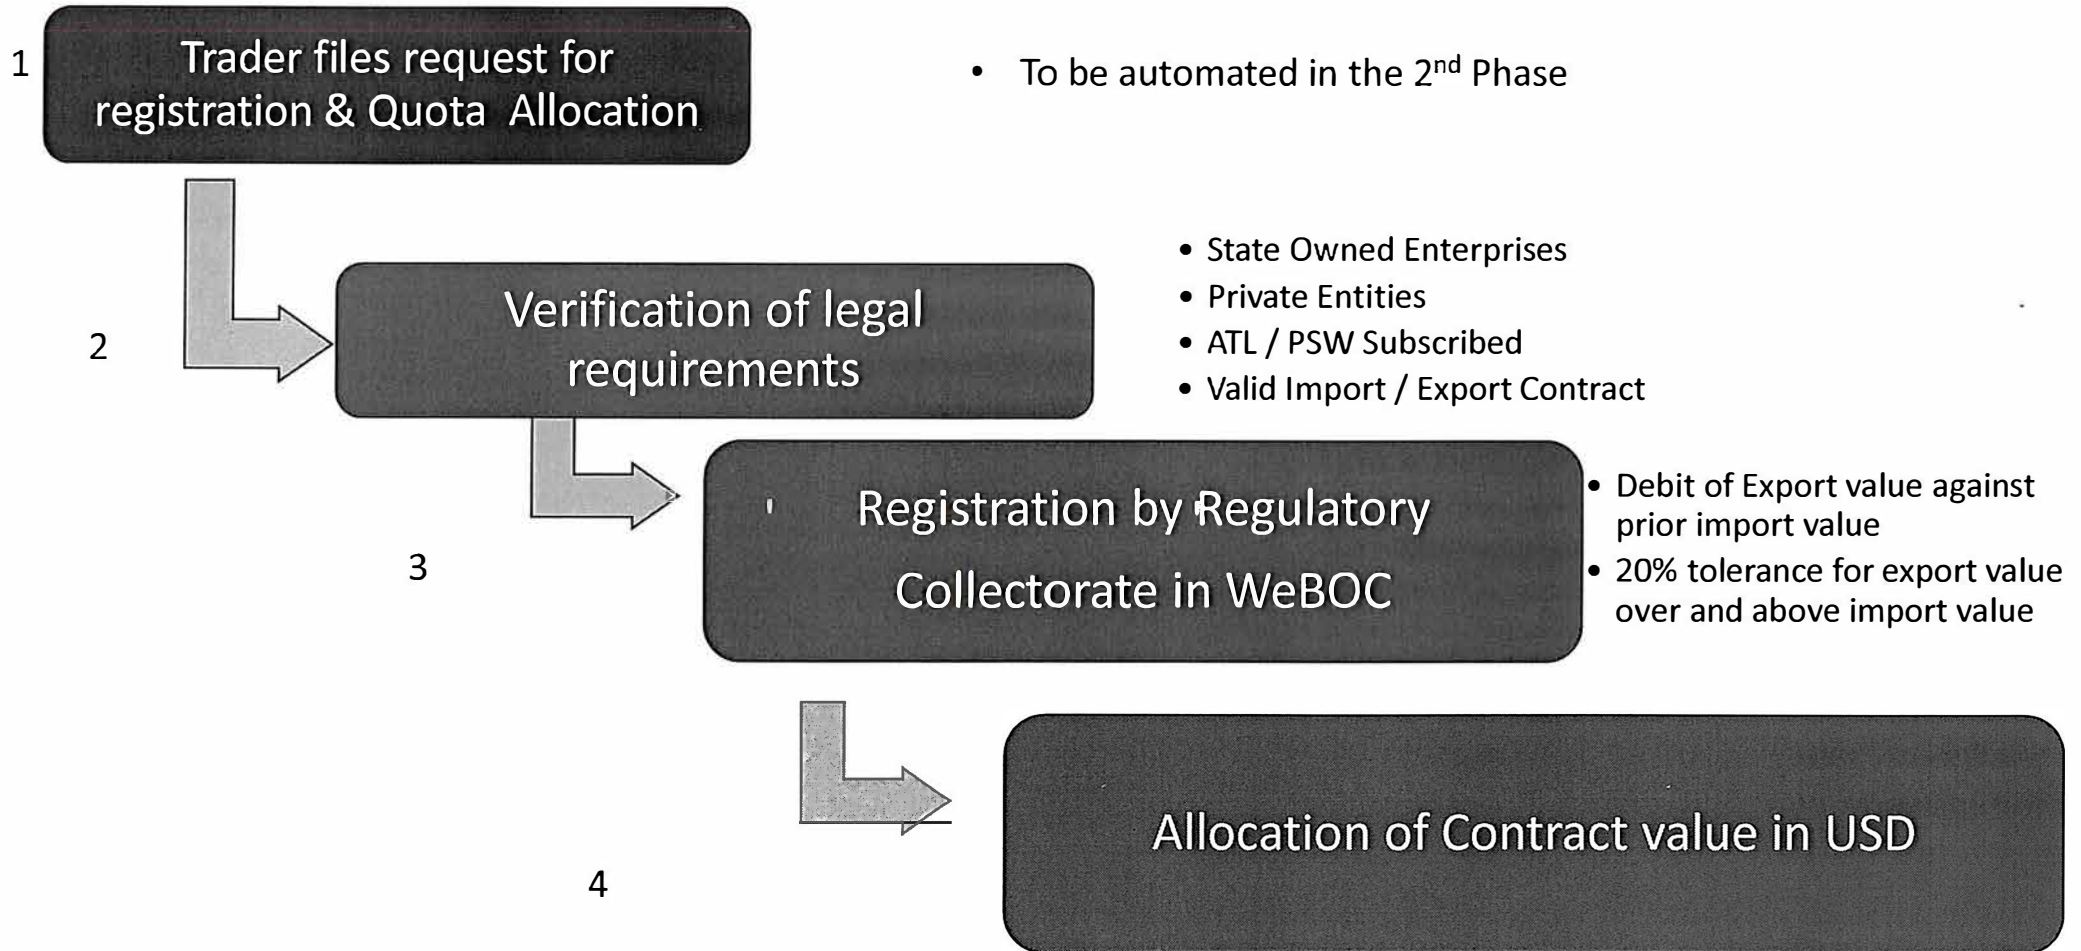 1
Trader files request for
registration & Quota Allocation
• To be automated in the 2nd Phase
2
Verification of legal
requirements
• State Owned Enterprises
• Private Entities
• ATL / PSW Subscribed
• Valid Import / Export Contract
3
Registration by Regulatory
Collectorate in WeBOC
• Debit of Export value against
prior import value
• 20% tolerance for export value
over and above import value
4
Allocation of Contract value in USD